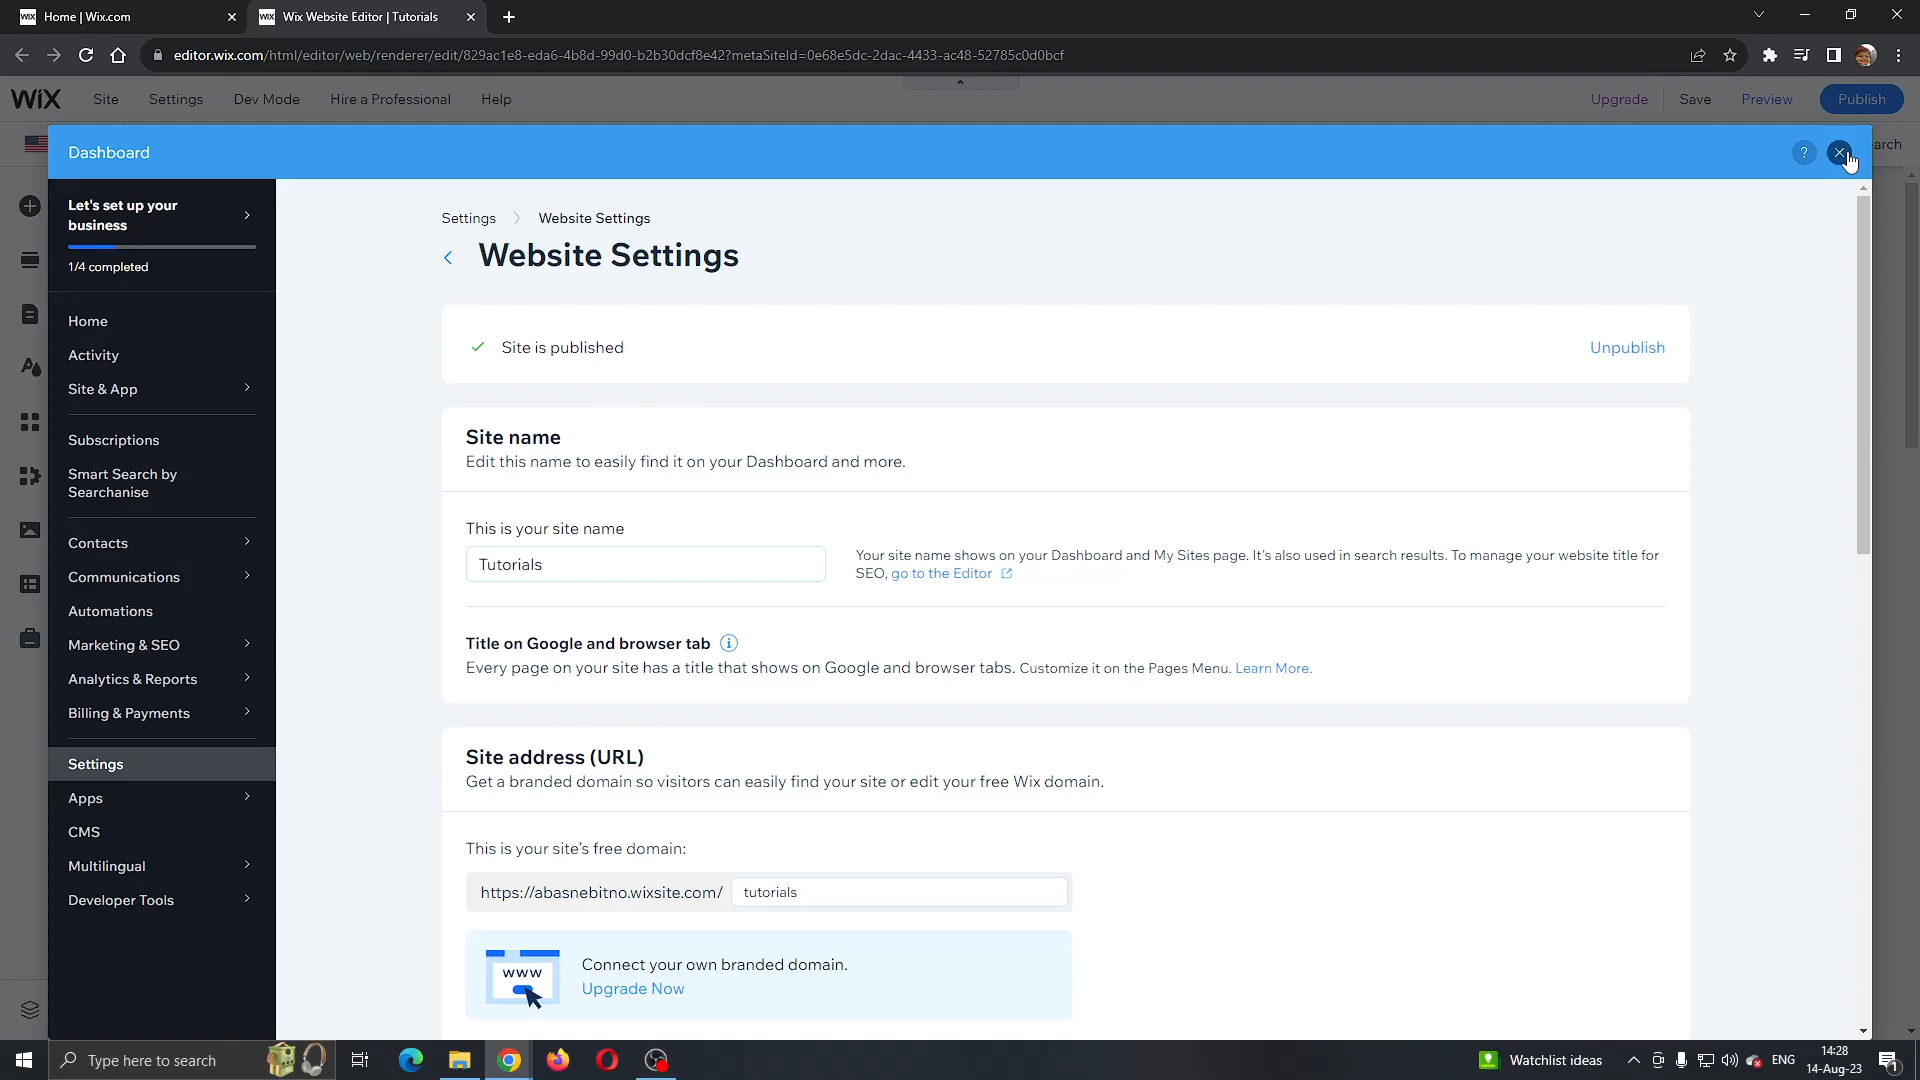 Home | Wix.com
Wix Website Editor | Tutorials
editor.wix.com/html/editor/web/renderer/edit/829ac1e8-eda6-4b8d-99d0-b2b30dcf8e42?metaSiteId=0e68e5dc-2dac-4433-ac48-52785c0d0bcf
WIX
Site
Settings
Dev Mode
Hire a Professional
Help
Upgrade
Save
Preview
Publish
Dashboard
?
arch
Let's set up your
business
1/4 completed
Home
Activity
Site & App
Subscriptions
Smart Search by
Searchanise
Contacts
Communications
Automations
Marketing & SEO
Analytics & Reports
Billing & Payments
Settings
Apps
CMS
Multilingual
Developer Tools
Settings > Website Settings
Website Settings
Site is published
Unpublish
Site name
Edit this name to easily find it on your Dashboard and more.
This is your site name
Tutorials
Your site name shows on your Dashboard and My Sites page. It's also used in search results. To manage your website title for
SEO, go to the Editor
Title on Google and browser tab
Every page on your site has a title that shows on Google and browser tabs. Customize it on the Pages Menu. Learn More.
Site address (URL)
Get a branded domain so visitors can easily find your site or edit your free Wix domain.
This is your site's free domain:
https://abasnebitno.wixsite.com/ tutorials
www
Connect your own branded domain.
Upgrade Now
Type here to search
Watchlist ideas
ENG
14:28
14-Aug-23
1